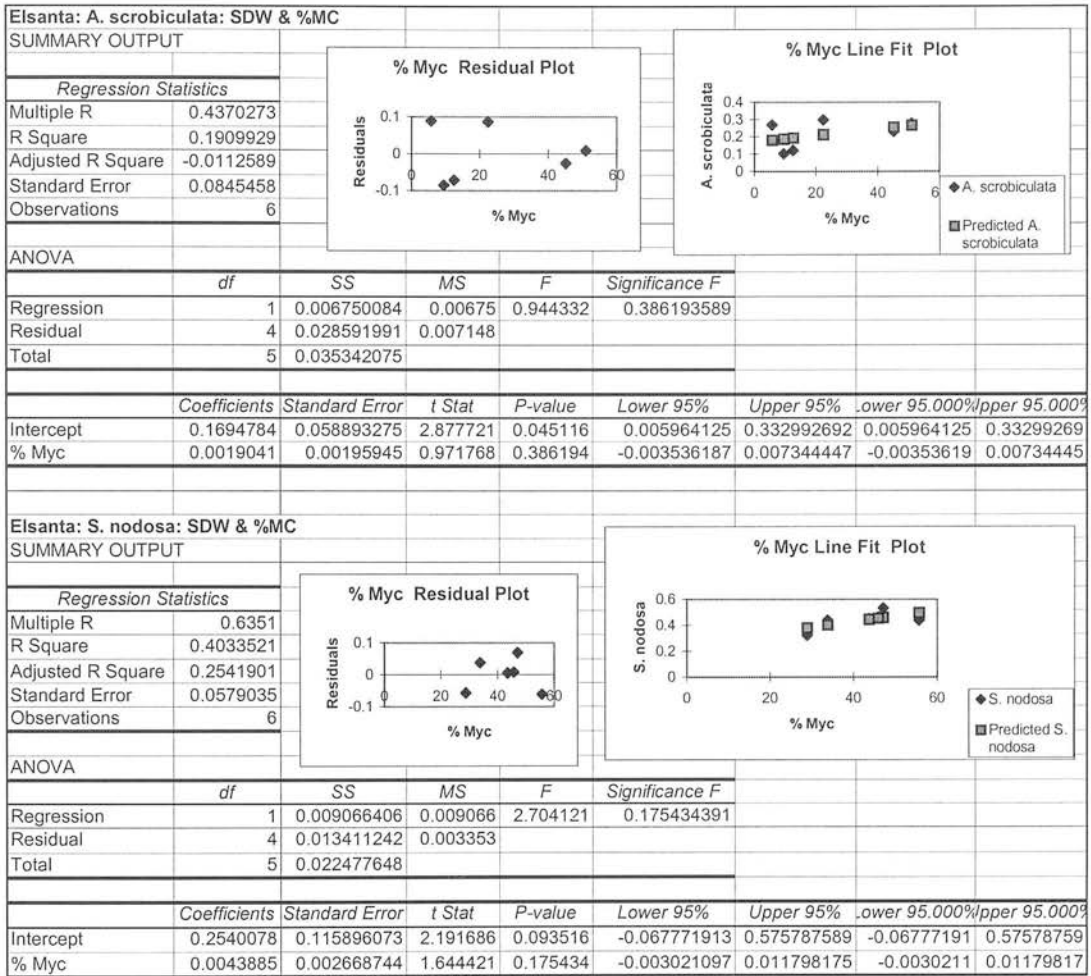 Elsanta: A. scrobiculata: SDW & %MC
SUMMARY OUTPUT
Regression Statistics
Multiple R 0.4370273
R Square 0.1909929
Adjusted R Square -0.0112589
Standard Error 0.0845458
Observations 6
% Myc Residual Plot
Residuals
0.1
0
-0.1
0 20 40 60
% Myc
% Myc Line Fit Plot
A. scrobiculata
0.4
0.3
0.2
0.1
0
0 20 40 6
% Myc
A. scrobiculata
Predicted A.
scrobiculata
ANOVA
df SS MS F Significance F
Regression 1 0.006750084 0.00675 0.944332 0.386193589
Residual 4 0.028591991 0.007148
Total 5 0.035342075
Coefficients Standard Error t Stat P-value Lower 95% Upper 95% .ower 95.000% Ipper 95.000%
Intercept 0.1694784 0.058893275 2.877721 0.045116 0.005964125 0.332992692 0.005964125 0.33299269
% Myc 0.0019041 0.00195945 0.971768 0.386194 -0.003536187 0.007344447 -0.00353619 0.00734445
Elsanta: S. nodosa: SDW & %MC
SUMMARY OUTPUT
Regression Statistics
Multiple R 0.6351
R Square 0.4033521
Adjusted R Square 0.2541901
Standard Error 0.0579035
Observations 6
% Myc Residual Plot
Residuals
0.1
0
-0.1
0 20 40 60
% Myc
% Myc Line Fit Plot
S. nodosa
0.6
0.4
0.2
0
0 20 40 60
% Myc
S. nodosa
Predicted S.
nodosa
ANOVA
df SS MS F Significance F
Regression 1 0.009066406 0.009066 2.704121 0.175434391
Residual 4 0.013411242 0.003353
Total 5 0.022477648
Coefficients Standard Error t Stat P-value Lower 95% Upper 95% .ower 95.000% Ipper 95.000%
Intercept 0.2540078 0.115896073 2.191686 0.093516 -0.067771913 0.575787589 -0.06777191 0.57578759
% Myc 0.0043885 0.002668744 1.644421 0.175434 -0.003021097 0.011798175 -0.0030211 0.01179817